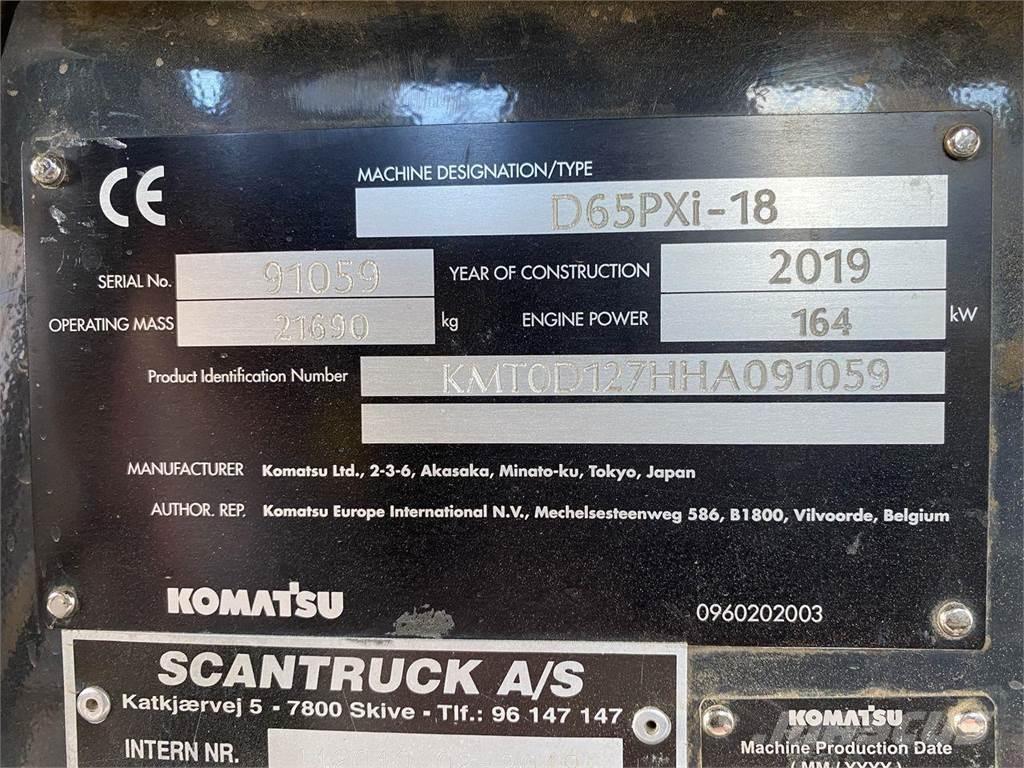 CE
MACHINE DESIGNATION/TYPE
D65PXi-18
SERIAL No. 91059 YEAR OF CONSTRUCTION 2019
OPERATING MASS 21690 kg ENGINE POWER 164 kW
Product Identification Number KMT0D127HHA091059
MANUFACTURER Komatsu Ltd., 2-3-6, Akasaka, Minato-ku, Tokyo, Japan
AUTHOR. REP. Komatsu Europe International N.V., Mechelsesteenweg 586, B1800, Vilvoorde, Belgium
KOMATSU 0960202003
SCANTRUCK A/S
Katkjærvej 5 - 7800 Skive - Tlf.: 96 147 147
INTERN NR.
KOMATSU
Machine Production Date
(MM/YYYY)